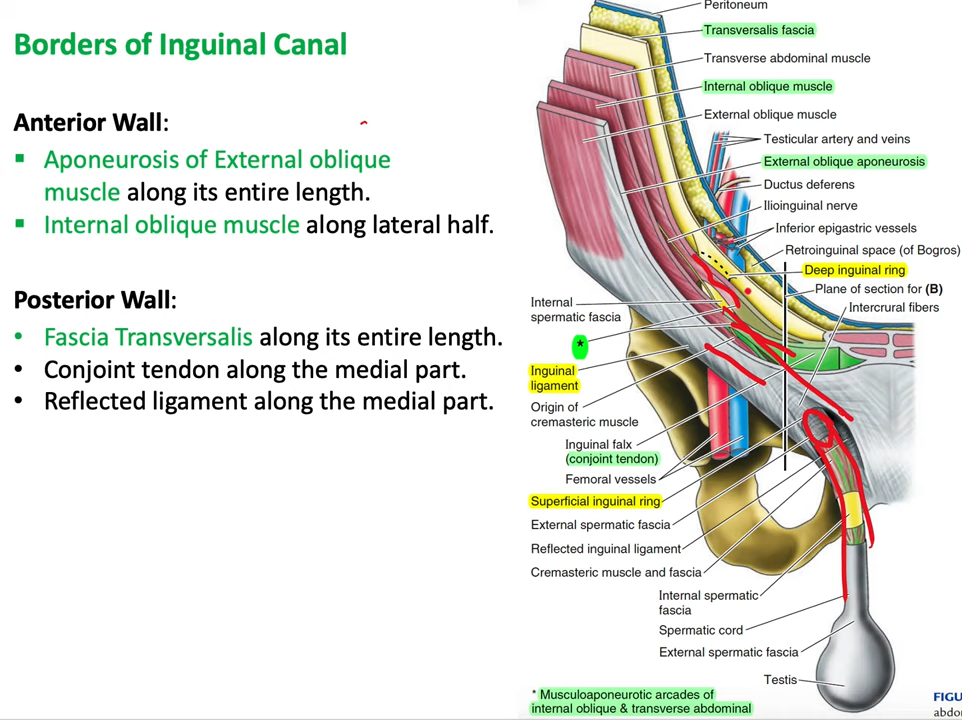 Borders of Inguinal Canal
Anterior Wall:
▪ Aponeurosis of External oblique
muscle along its entire length.
▪ Internal oblique muscle along lateral half.
Posterior Wall:
• Fascia Transversalis along its entire length.
• Conjoint tendon along the medial part.
• Reflected ligament along the medial part.
Peritoneum
Transversalis fascia
Transverse abdominal muscle
Internal oblique muscle
External oblique muscle
Testicular artery and veins
External oblique aponeurosis
Ductus deferens
Ilioinguinal nerve
Inferior epigastric vessels
Retroinguinal space (of Bogros)
Deep inguinal ring
Plane of section for (B)
Intercrural fibers
Internal
spermatic fascia
*
Inguinal
ligament
Origin of
cremasteric muscle
Inguinal falx
(conjoint tendon)
Femoral vessels
Superficial inguinal ring
External spermatic fascia
Reflected inguinal ligament
Cremasteric muscle and fascia
Internal spermatic
fascia
Spermatic cord
External spermatic fascia
Testis
* Musculoaponeurotic arcades of
internal oblique & transverse abdominal
FIGU
abdo